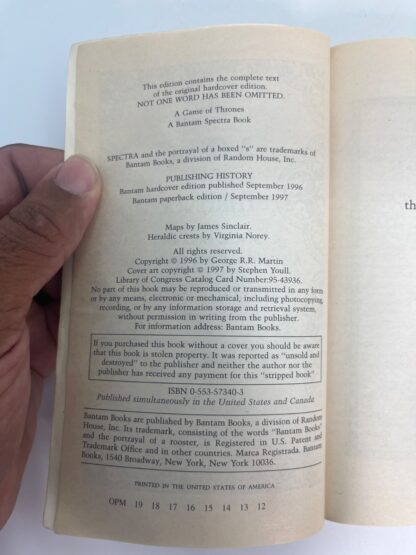 This edition contains the complete text
of the original hardcover edition.
NOT ONE WORD HAS BEEN OMITTED.
A Game of Thrones
A Bantam Spectra Book
SPECTRA and the portrayal of a boxed "s" are trademarks of
Bantam Books, a division of Random House, Inc.
PUBLISHING HISTORY
Bantam hardcover edition published September 1996
Bantam paperback edition / September 1997
Maps by James Sinclair.
Heraldic crests by Virginia Norey.
All rights reserved.
Copyright © 1996 by George R.R. Martin
Cover art copyright © 1997 by Stephen Youll.
Library of Congress Catalog Card Number:95-43936.
No part of this book may be reproduced or transmitted in any form
or by any means, electronic or mechanical, including photocopying,
recording, or by any information storage and retrieval system,
without permission in writing from the publisher.
For information address: Bantam Books.
If you purchased this book without a cover you should be aware
that this book is stolen property. It was reported as "unsold and
destroyed" to the publisher and neither the author nor the
publisher has received any payment for this "stripped book"
ISBN 0-553-57340-3
Published simultaneously in the United States and Canada
Bantam Books are published by Bantam Books, a division of Random
House, Inc. Its trademark, consisting of the words "Bantam Books"
and the portrayal of a rooster, is Registered in U.S. Patent and
Trademark Office and in other countries. Marca Registrada. Bantam
Books, 1540 Broadway, New York, New York 10036.
PRINTED IN THE UNITED STATES OF AMERICA
OPM 19 18 17 16 15 14 13 12
th